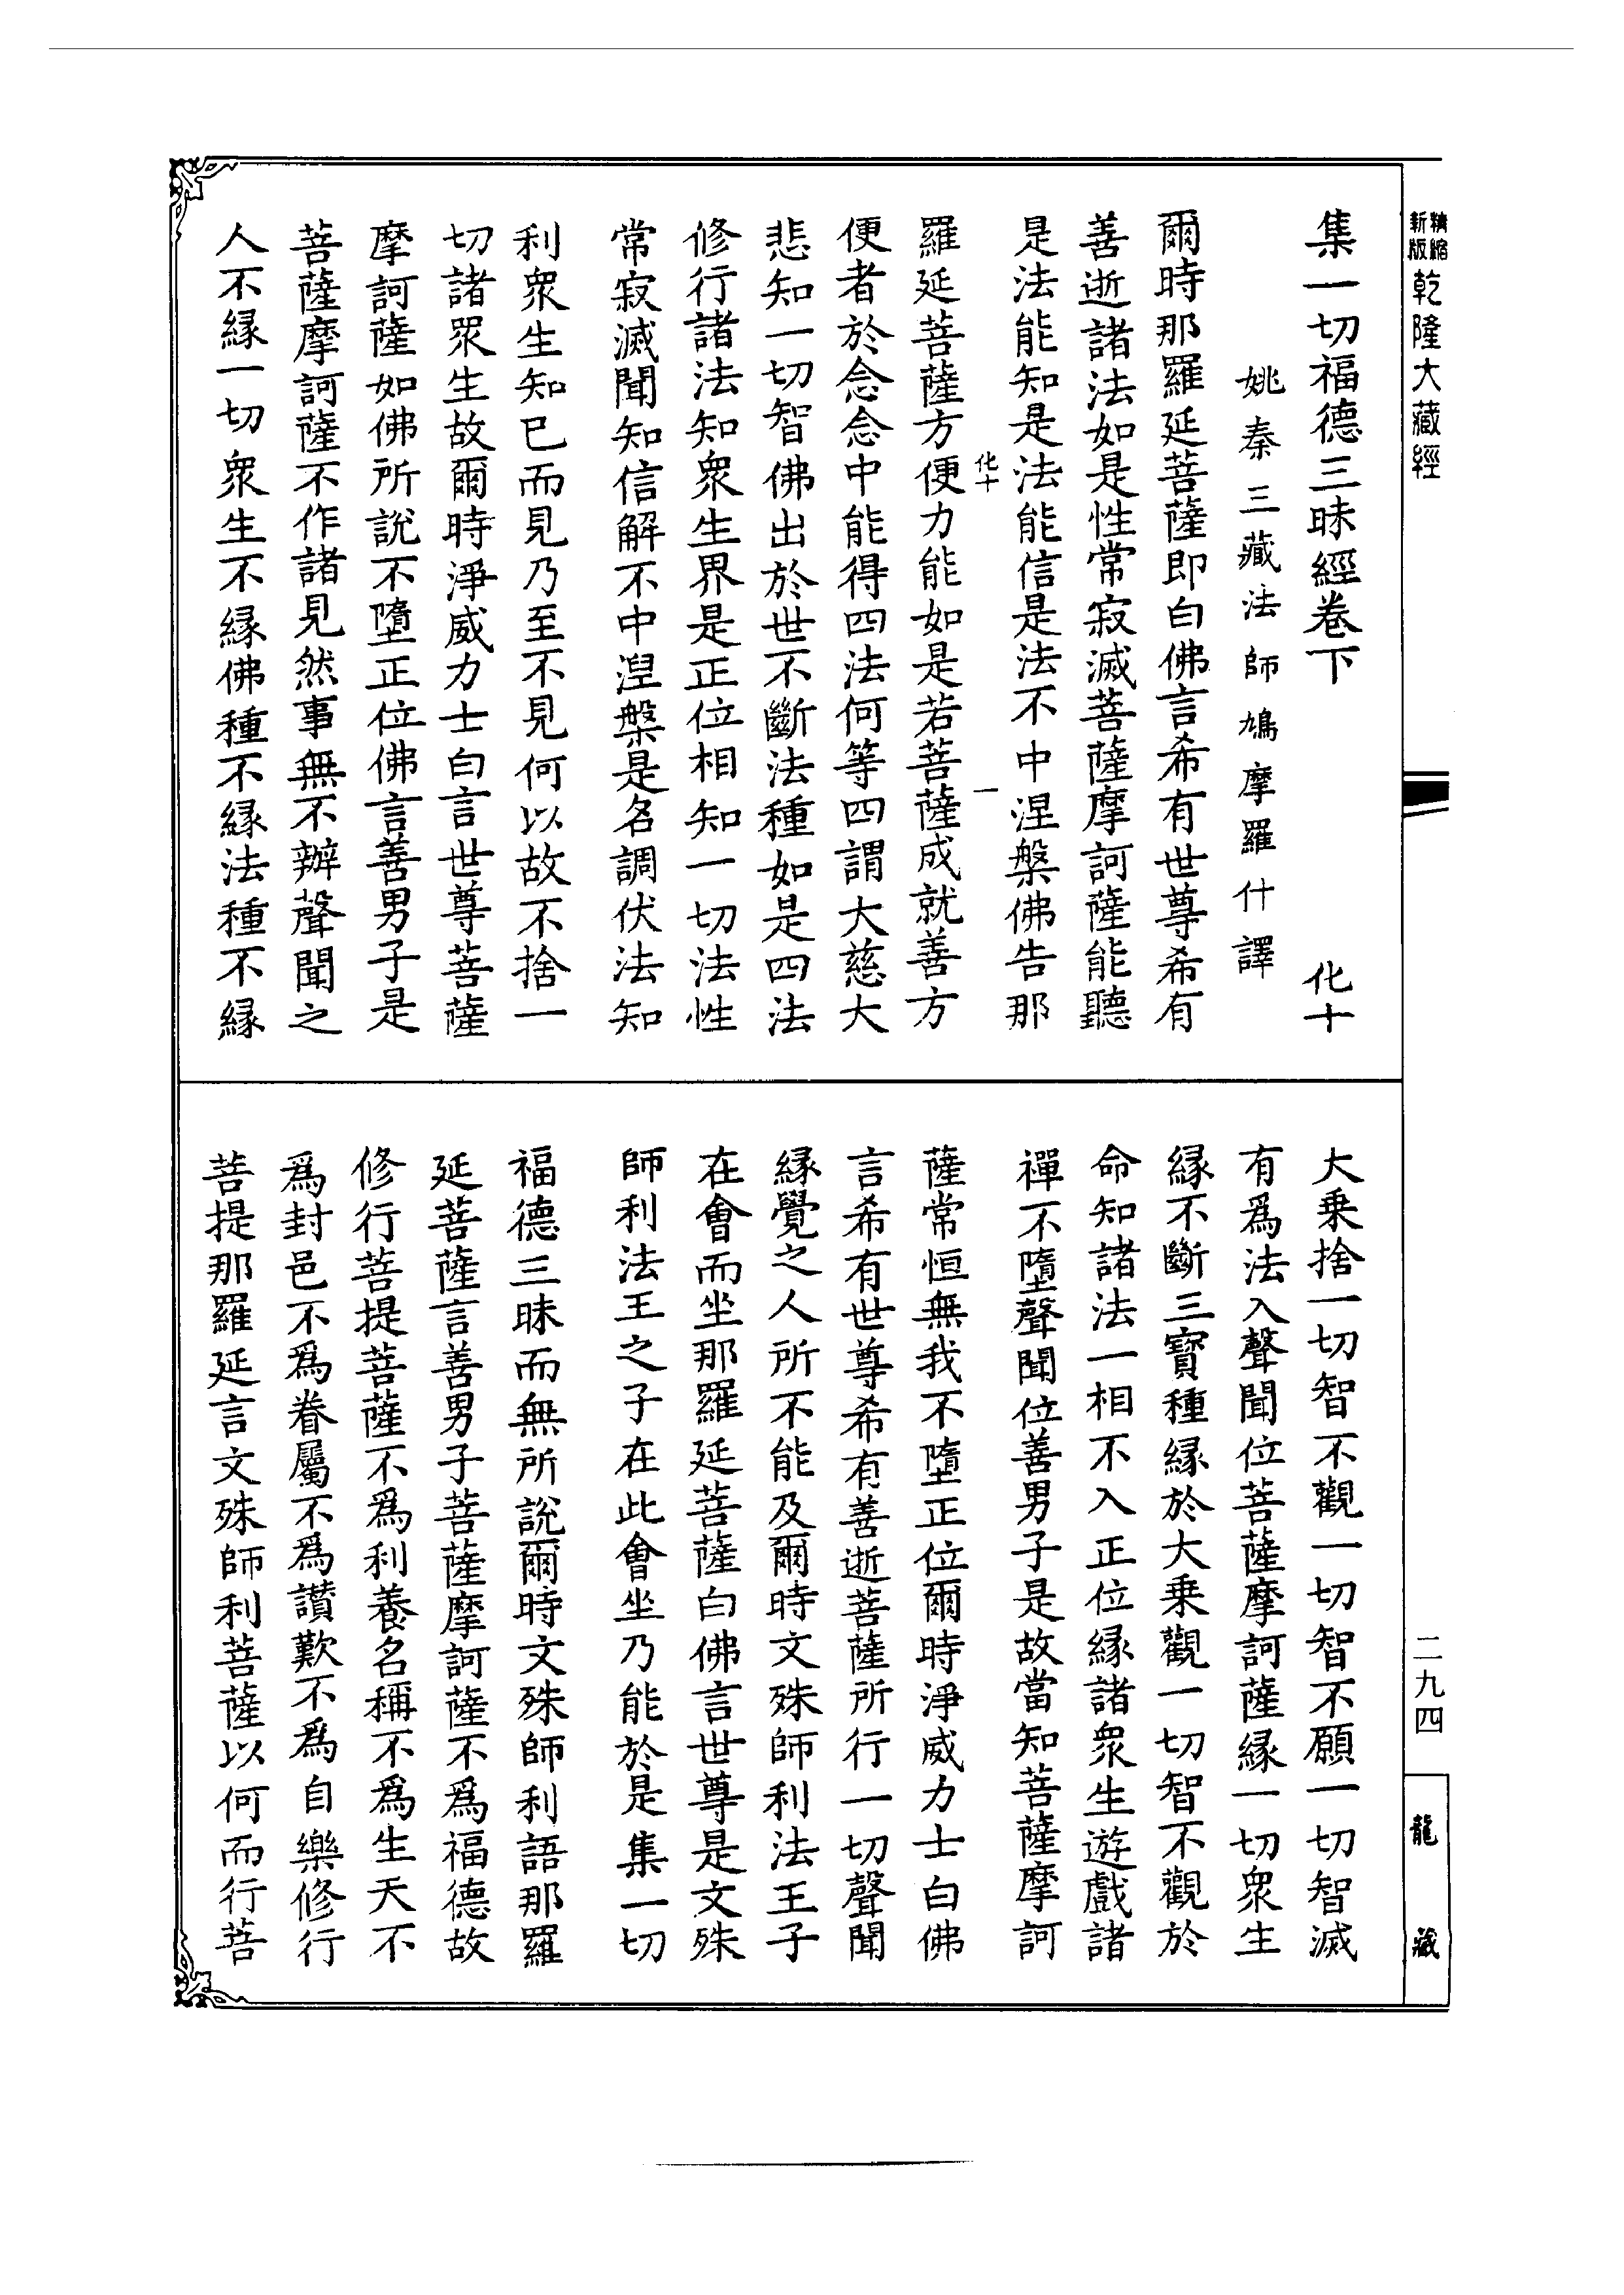 精縮新版乾隆大藏經
集一切福德三昧經卷下 化十
姚秦三藏法師鳩摩羅什譯
爾時那羅延菩薩即白佛言希有世尊希有
善逝諸法如是性常寂滅菩薩摩訶薩能聽
是法能知是法能信是法不中涅槃佛告那
化十 一
羅延菩薩方便力能如是若菩薩成就善方
便者於念念中能得四法何等四謂大慈大
悲知一切智佛出於世不斷法種如是四法
修行諸法知衆生界是正位相知一切法性
常寂滅聞知信解不中涅槃是名調伏法知
利衆生知已而見乃至不見何以故不捨一
切諸眾生故爾時淨威力士白言世尊菩薩
摩訶薩如佛所說不墮正位佛言善男子是
菩薩摩訶薩不作諸見然事無不辦聲聞之
人不緣一切眾生不緣佛種不緣法種不緣
大乘捨一切智不觀一切智不願一切智滅
有爲法入聲聞位菩薩摩訶薩緣一切眾生
緣不斷三寶種緣於大乘觀一切智不觀於
命知諸法一相不入正位緣諸眾生遊戲諸
禪不墮聲聞位善男子是故當知菩薩摩訶
薩常恒無我不墮正位爾時淨威力士白佛
言希有世尊希有善逝菩薩所行一切聲聞
緣覺之人所不能及爾時文殊師利法王子
在會而坐那羅延菩薩白佛言世尊是文殊
師利法王之子在此會坐乃能於是集一切
福德三昧而無所說爾時文殊師利語那羅
延菩薩言善男子菩薩摩訶薩不爲福德故
修行菩提菩薩不爲利養名稱不爲生天不
爲封邑不爲眷屬不爲讚歎不爲自樂修行
菩提那羅延言文殊師利菩薩以何而行菩
二九四
龍藏